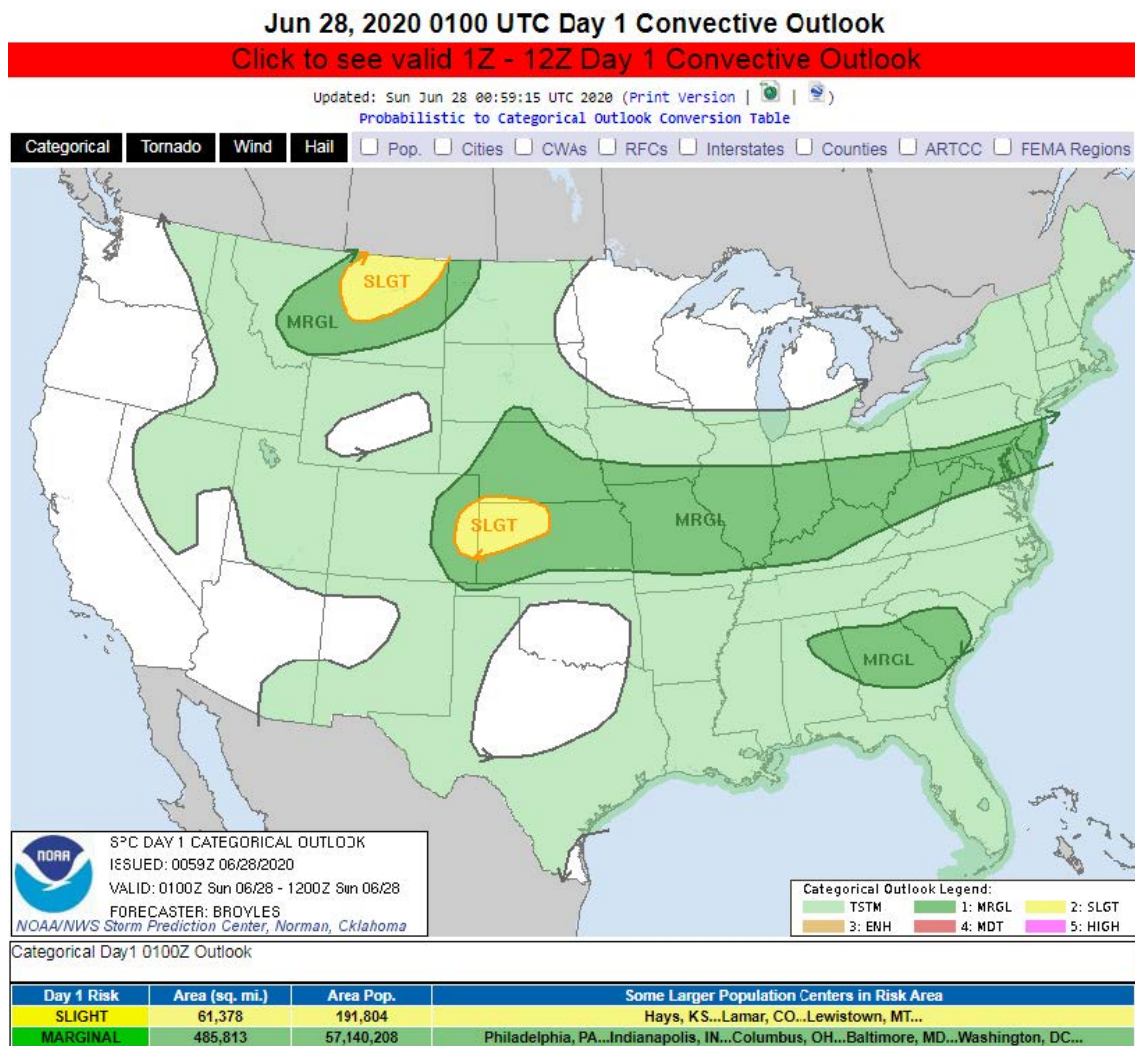 Jun 28, 2020 0100 UTC Day 1 Convective Outlook
Click to see valid 1Z - 12Z Day 1 Convective Outlook
Updated: Sun Jun 28 00:59:15 UTC 2020 (Print Version | | )
Probabilistic to Categorical Outlook Conversion Table
Categorical Tornado Wind Hail Pop. Cities CWAs RFCs Interstates Counties ARTCC FEMA Regions
SLGT
MRGL
SLGT
MRGL
MRGL
NOAA
SPC DAY 1 CATEGORICAL OUTLOOK
ISSUED: 0059Z 06/28/2020
VALID: 0100Z Sun 06/28 - 1200Z Sun 06/28
FORECASTER: BROYLES
NOAA/NWS Storm Prediction Center, Norman, Oklahoma
Categorical Outlook Legend:
TSTM 1: MRGL 2: SLGT
3: ENH 4: MDT 5: HIGH
Categorical Day1 0100Z Outlook
Day 1 Risk Area (sq. mi.) Area Pop. Some Larger Population Centers in Risk Area
SLIGHT 61,378 191,804 Hays, KS...Lamar, CO...Lewistown, MT...
MARGINAL 485,813 57,140,208 Philadelphia, PA...Indianapolis, IN...Columbus, OH...Baltimore, MD...Washington, DC...